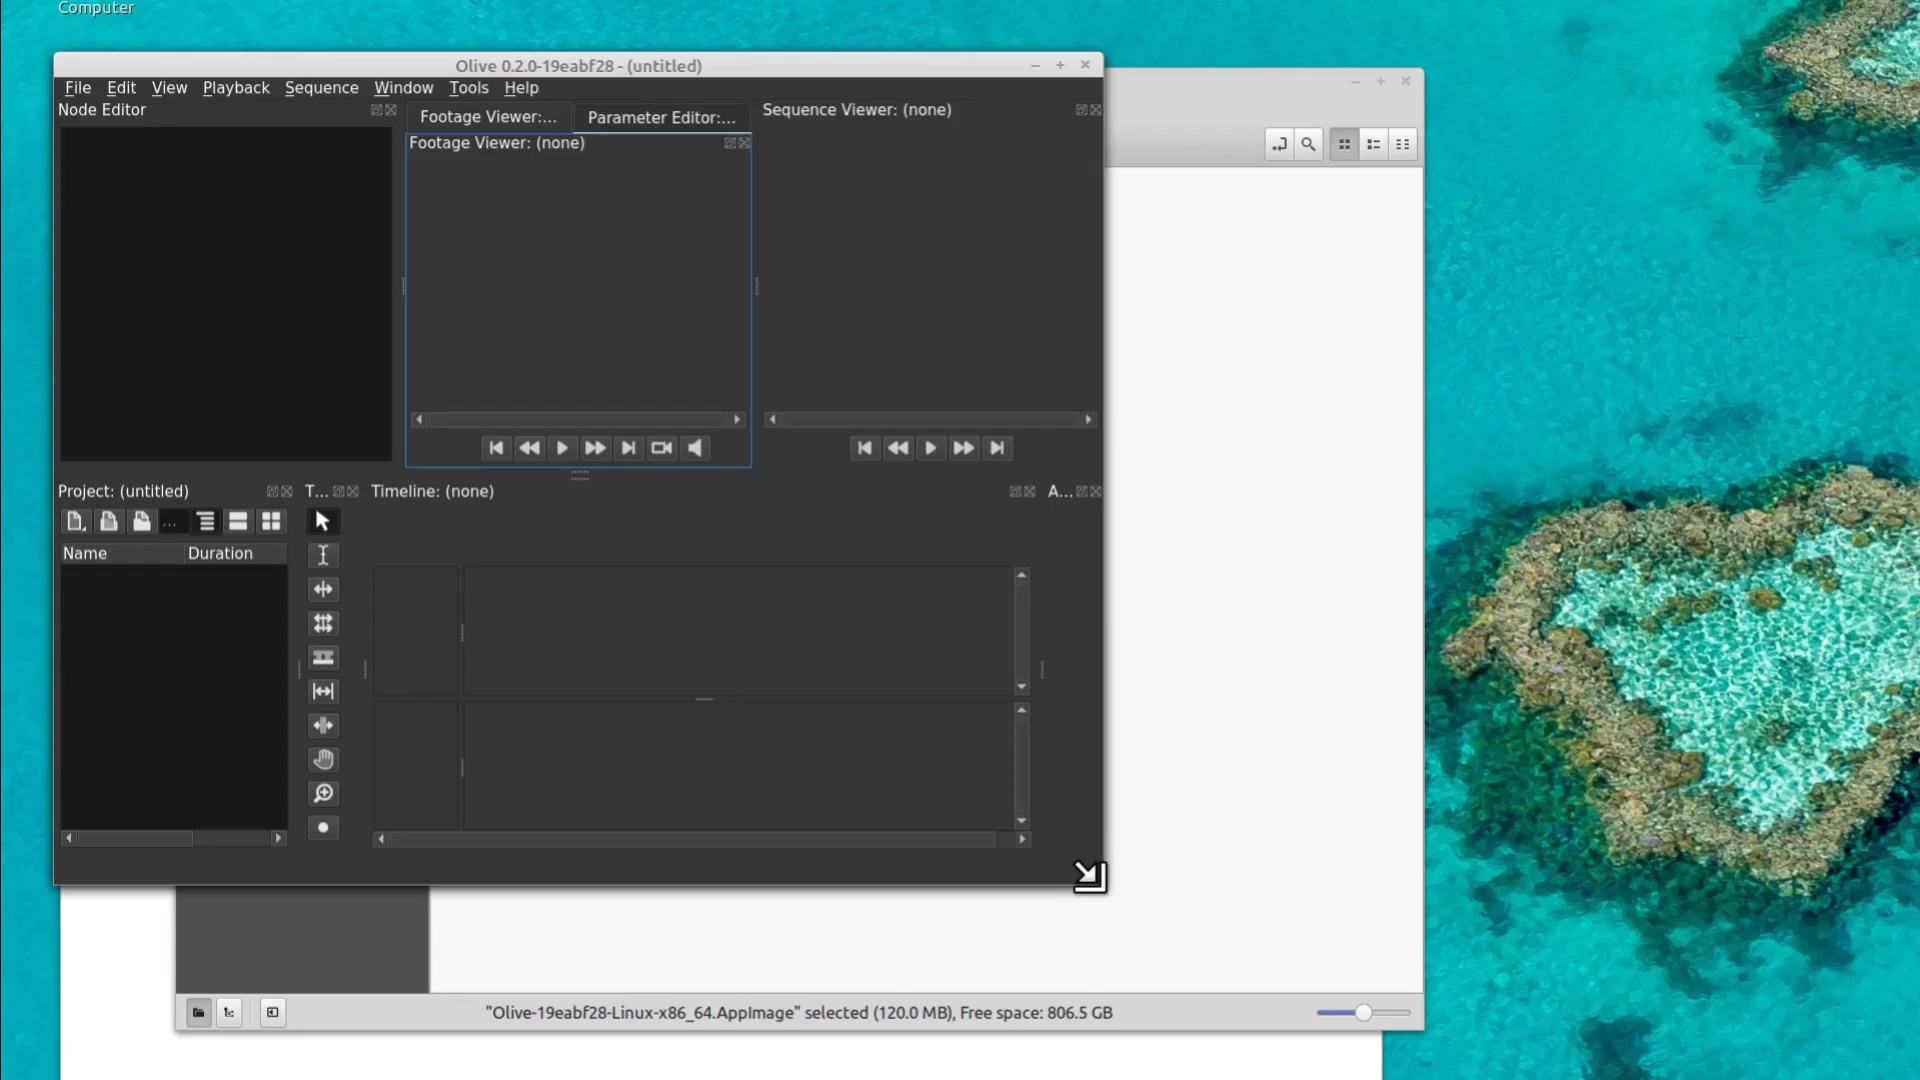 Computer
Olive 0.2.0-19eabf28 - (untitled)
File Edit View Playback Sequence Window Tools Help
Node Editor
Footage Viewer:...
Parameter Editor:...
Sequence Viewer: (none)
Footage Viewer: (none)
Project: (untitled)
T...
Timeline: (none)
A...
...
Name
Duration
"Olive-19eabf28-Linux-x86_64.AppImage" selected (120.0 MB), Free space: 806.5 GB